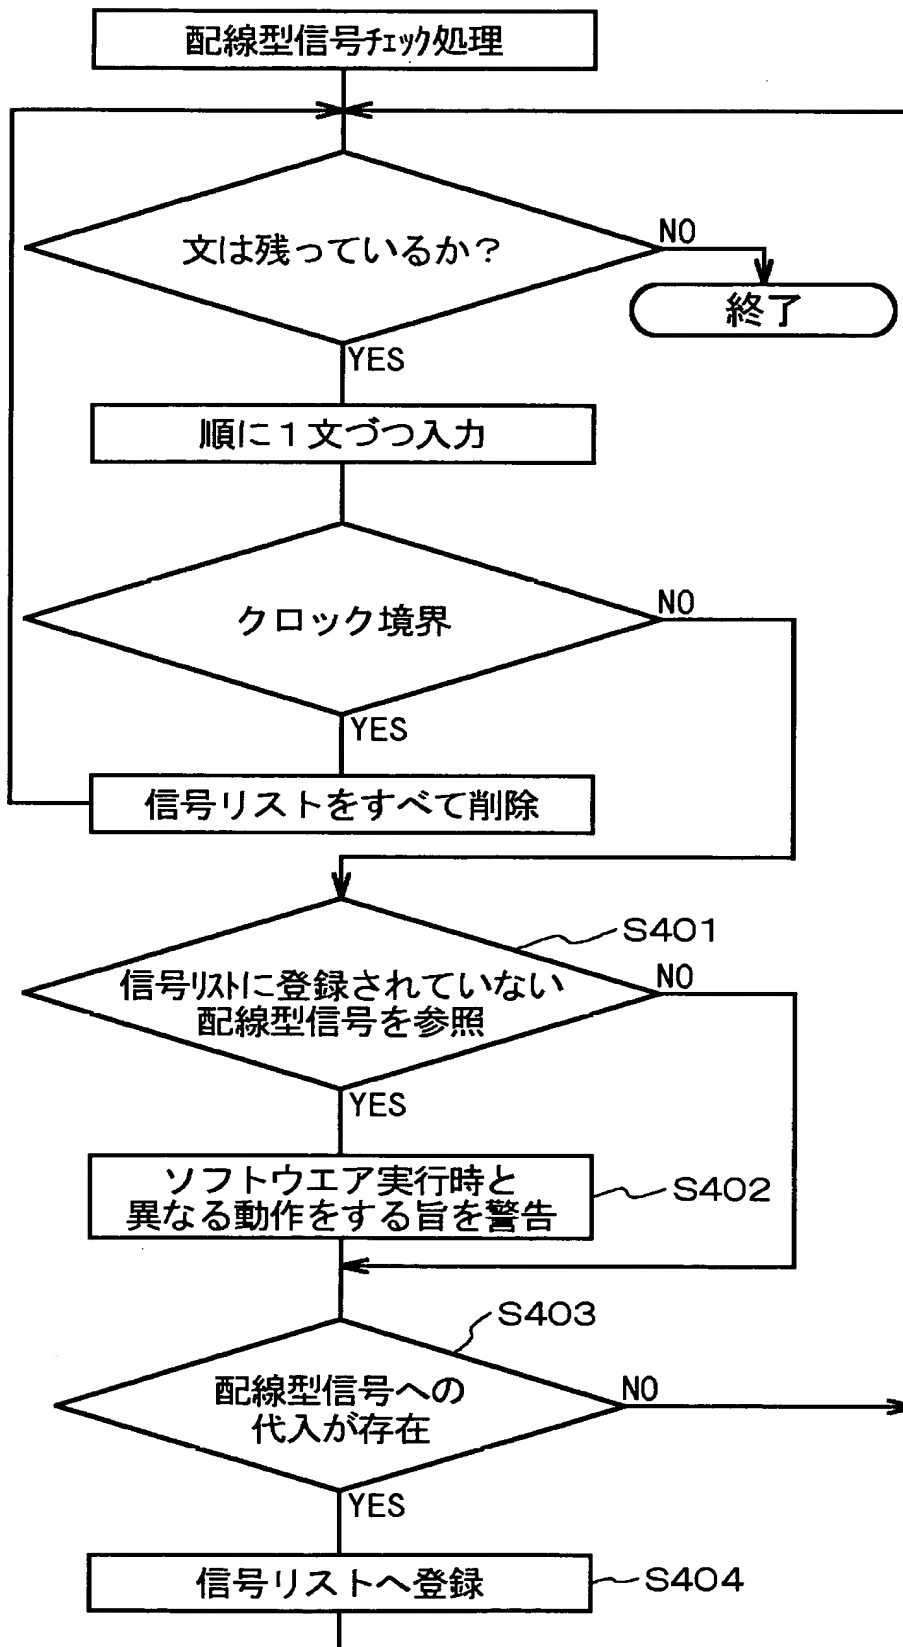 配線型信号チェック処理
文は残っているか？
NO
終了
YES
順に１文づつ入力
クロック境界
NO
YES
信号リストをすべて削除
S401
信号リストに登録されていない
配線型信号を参照
NO
YES
ソフトウエア実行時と
異なる動作をする旨を警告
S402
S403
配線型信号への
代入が存在
NO
YES
信号リストへ登録
S404